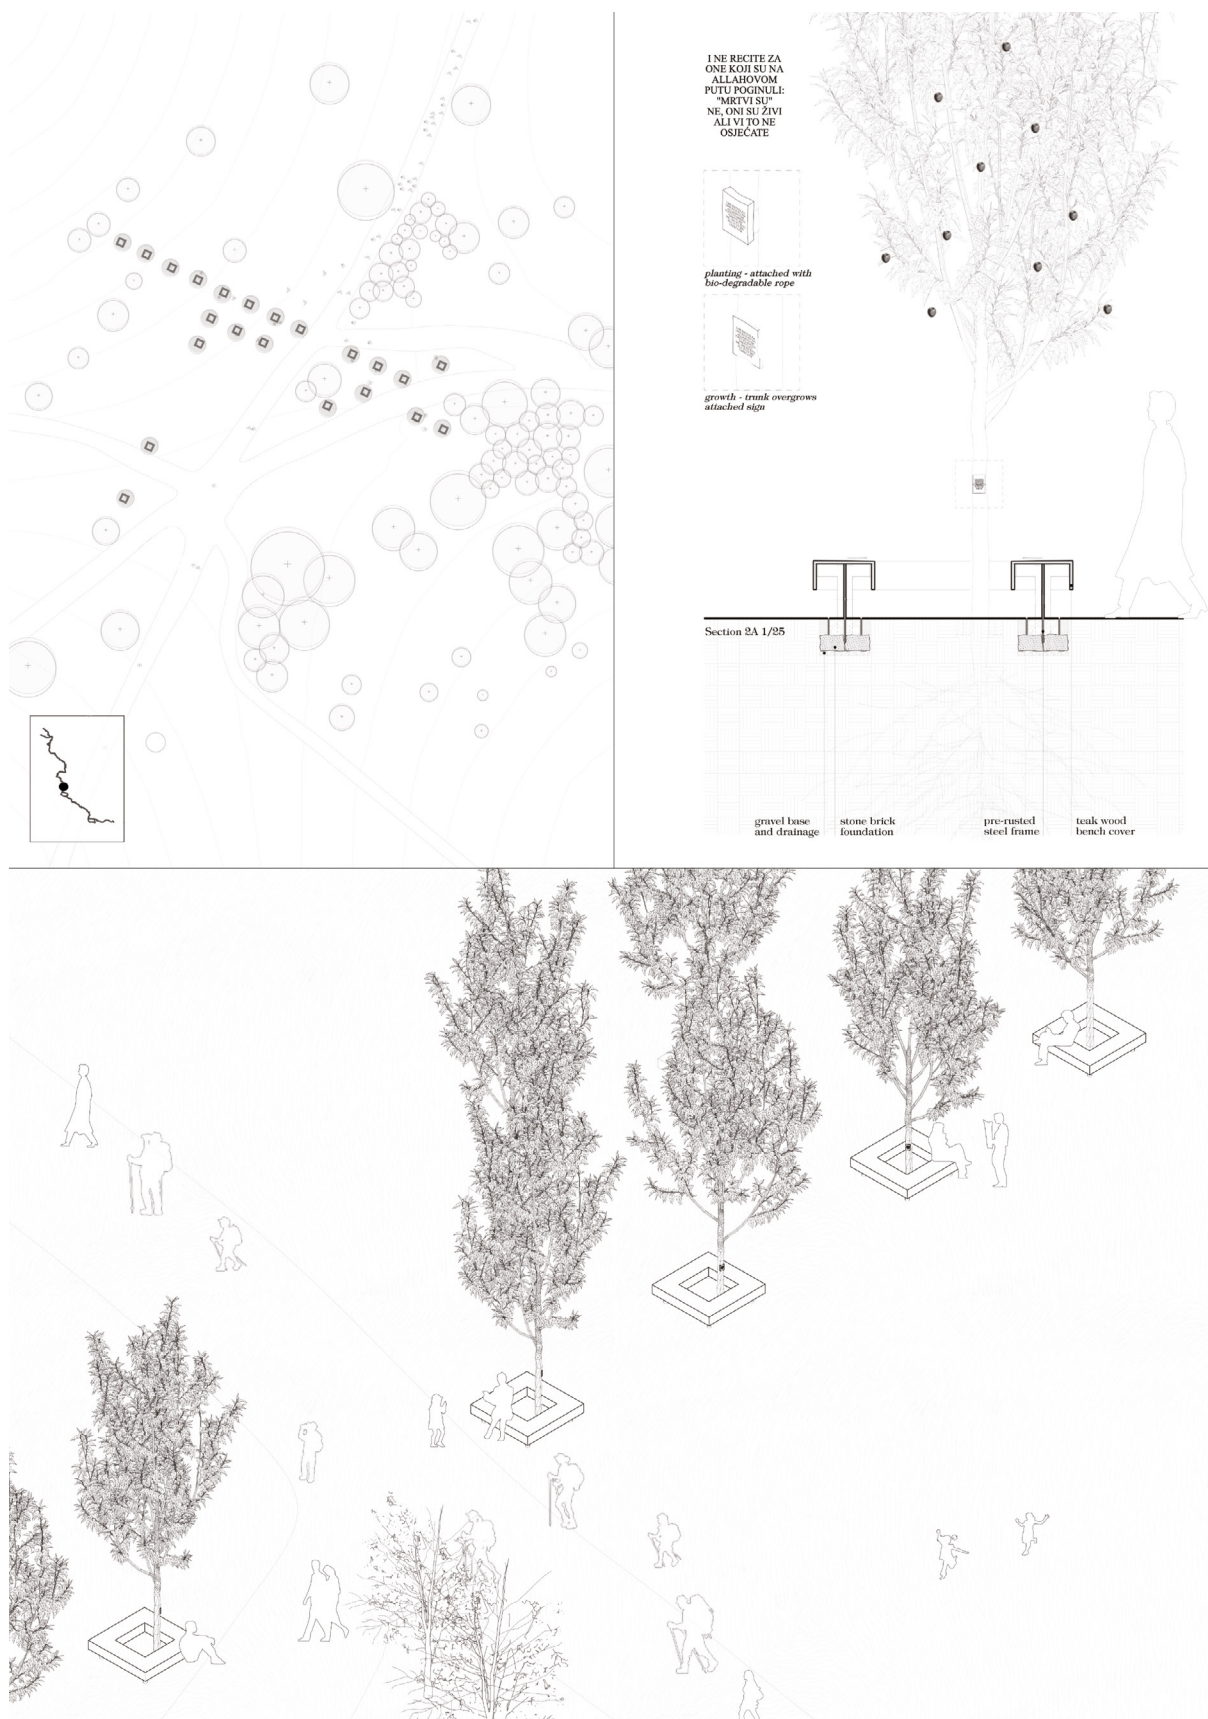 I NE RECITE ZA
ONE KOJI SU NA
ALLAHOVOM
PUTU POGINULI:
"MRTVI SU"
NE, ONI SU ŽIVI
ALI VI TO NE
OSJEĆATE
planting - attached with
bio-degradable rope
growth - trunk overgrows
attached sign
Section 2A 1/25
gravel base
and drainage
stone brick
foundation
pre-rusted
steel frame
teak wood
bench cover